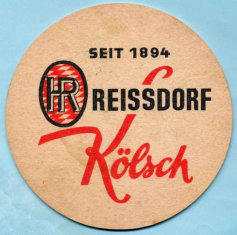 SEIT 1894
HR REISSDORF
Kölsch